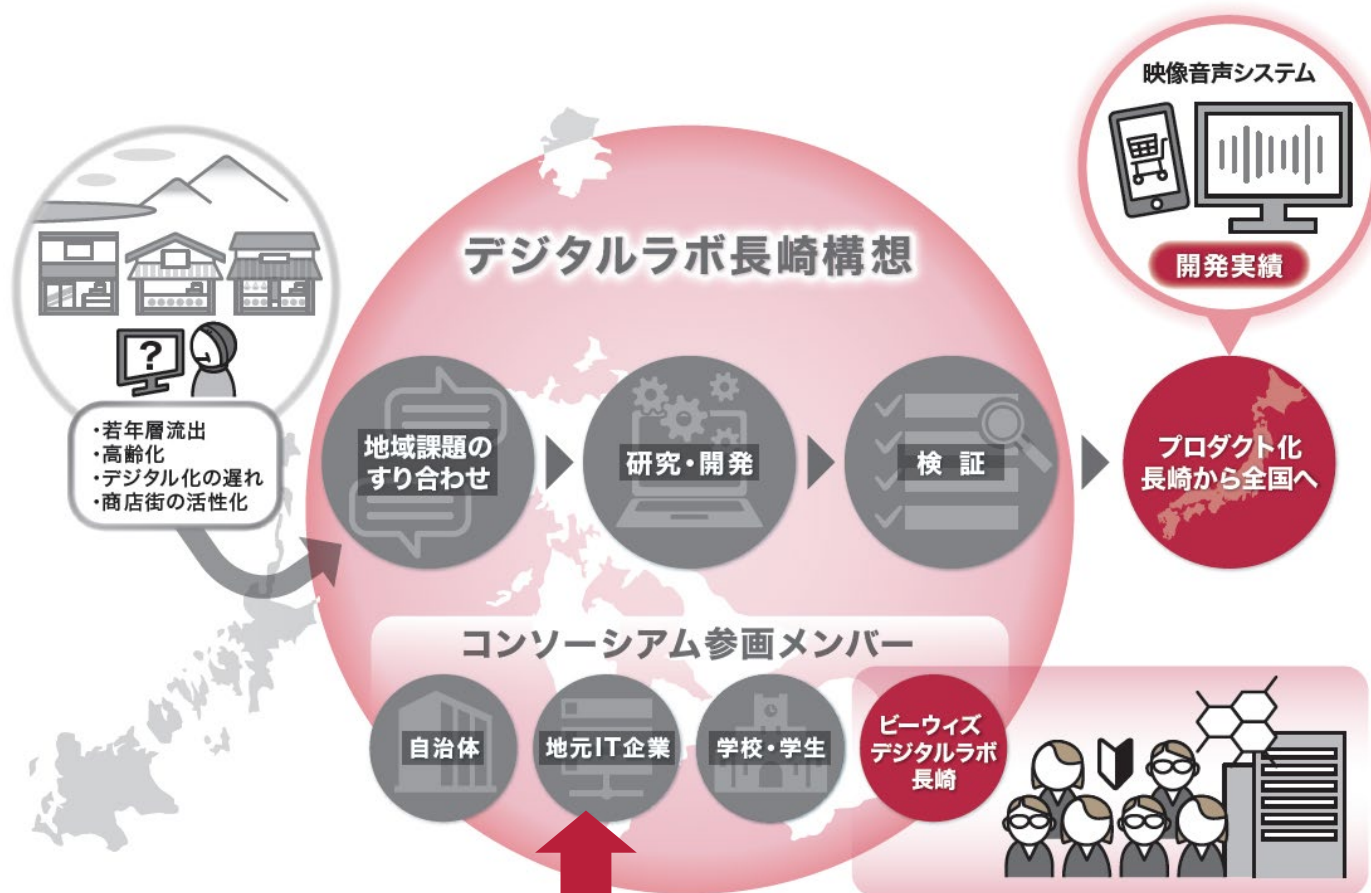 映像音声システム
開発実績
デジタルラボ長崎構想
?
・若年層流出
・高齢化
・デジタル化の遅れ
・商店街の活性化
地域課題の
すり合わせ
研究・開発
検証
プロダクト化
長崎から全国へ
コンソーシアム参画メンバー
自治体
地元IT企業
学校・学生
ビーウィズ
デジタルラボ
長崎